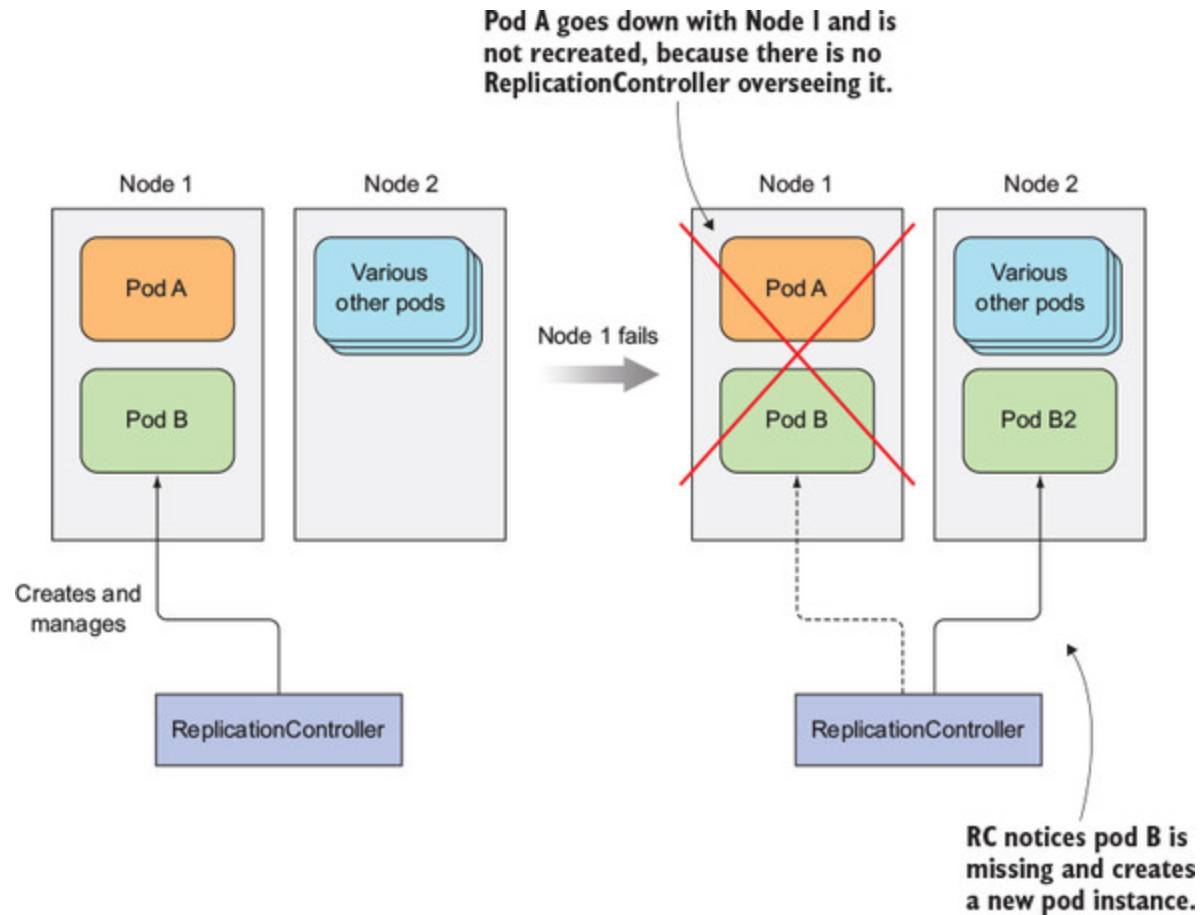 Pod A goes down with Node I and is
not recreated, because there is no
ReplicationController overseeing it.
Node 1
Node 2
Node 1
Node 2
Pod A
Various
other pods
Pod B
Node 1 fails
Pod A
Various
other pods
Pod B
Pod B2
Creates and
manages
ReplicationController
ReplicationController
RC notices pod B is
missing and creates
a new pod instance.